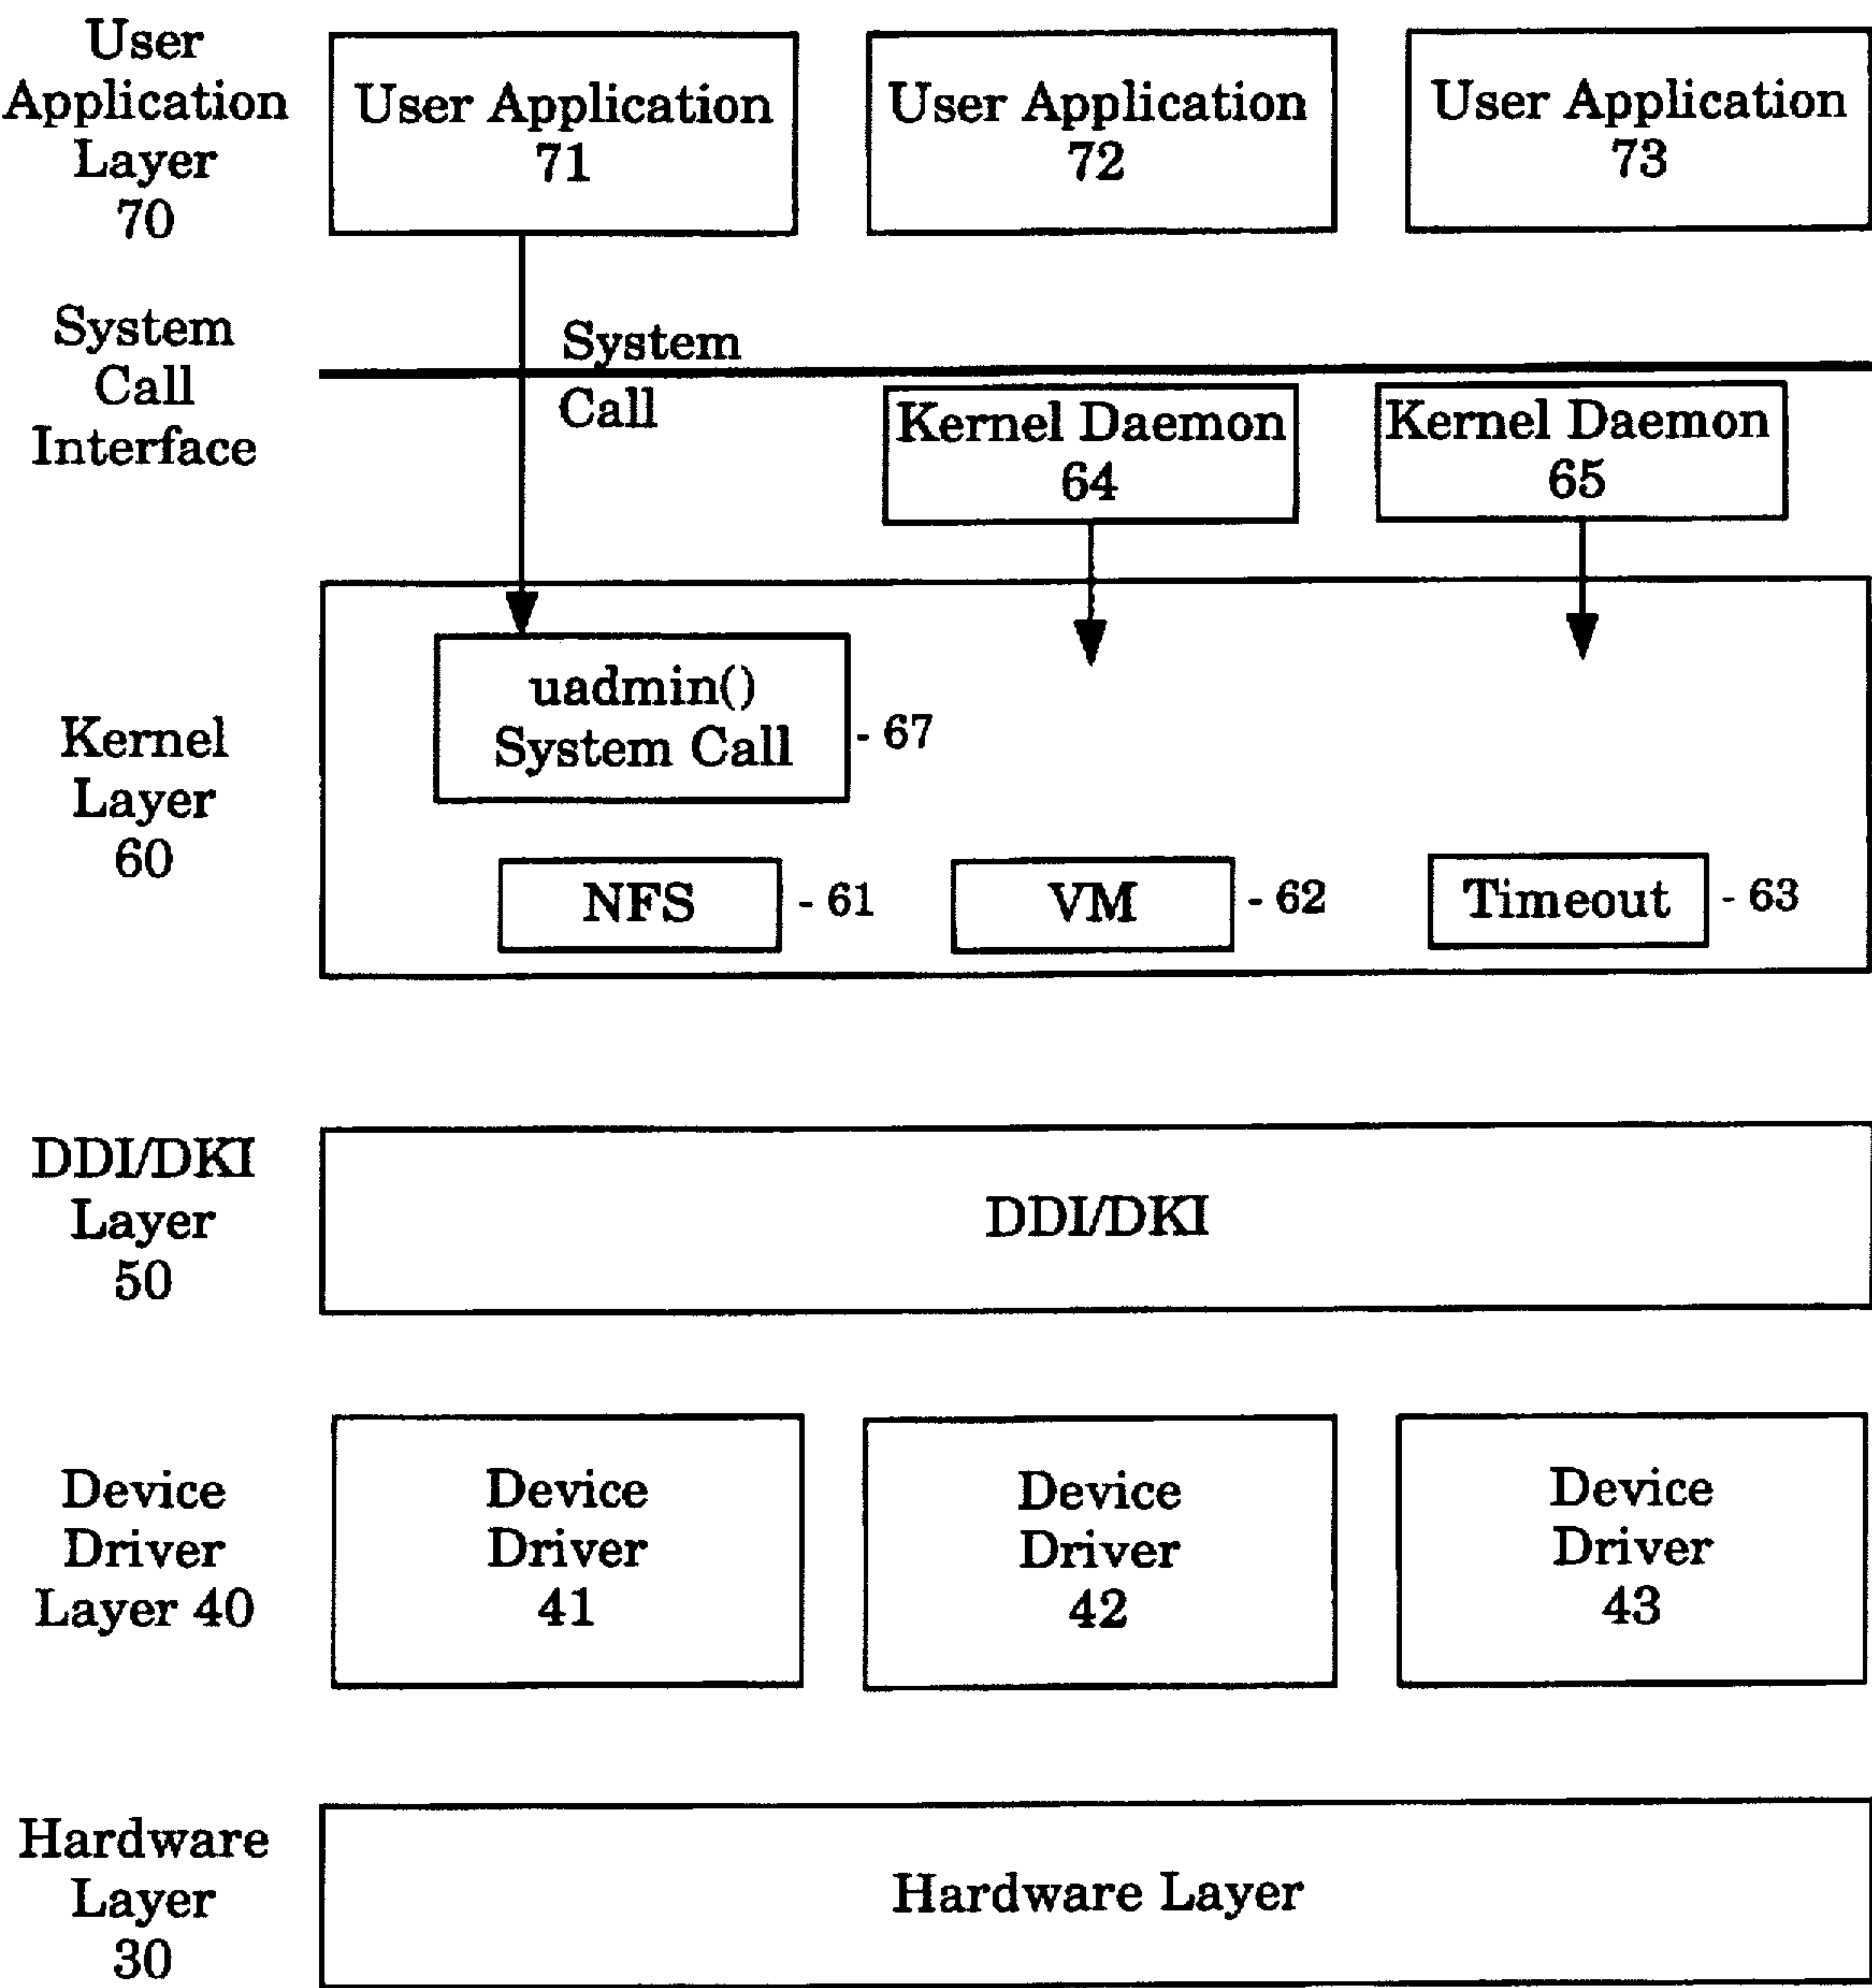 User
Application
Layer
70
User Application
71
User Application
72
User Application
73
System
Call
Interface
System
Call
Kernel Daemon
64
Kernel Daemon
65
Kernel
Layer
60
uadmin()
System Call
- 67
NFS
- 61
VM
- 62
Timeout
- 63
DDI/DKI
Layer
50
DDI/DKI
Device
Driver
Layer 40
Device
Driver
41
Device
Driver
42
Device
Driver
43
Hardware
Layer
30
Hardware Layer